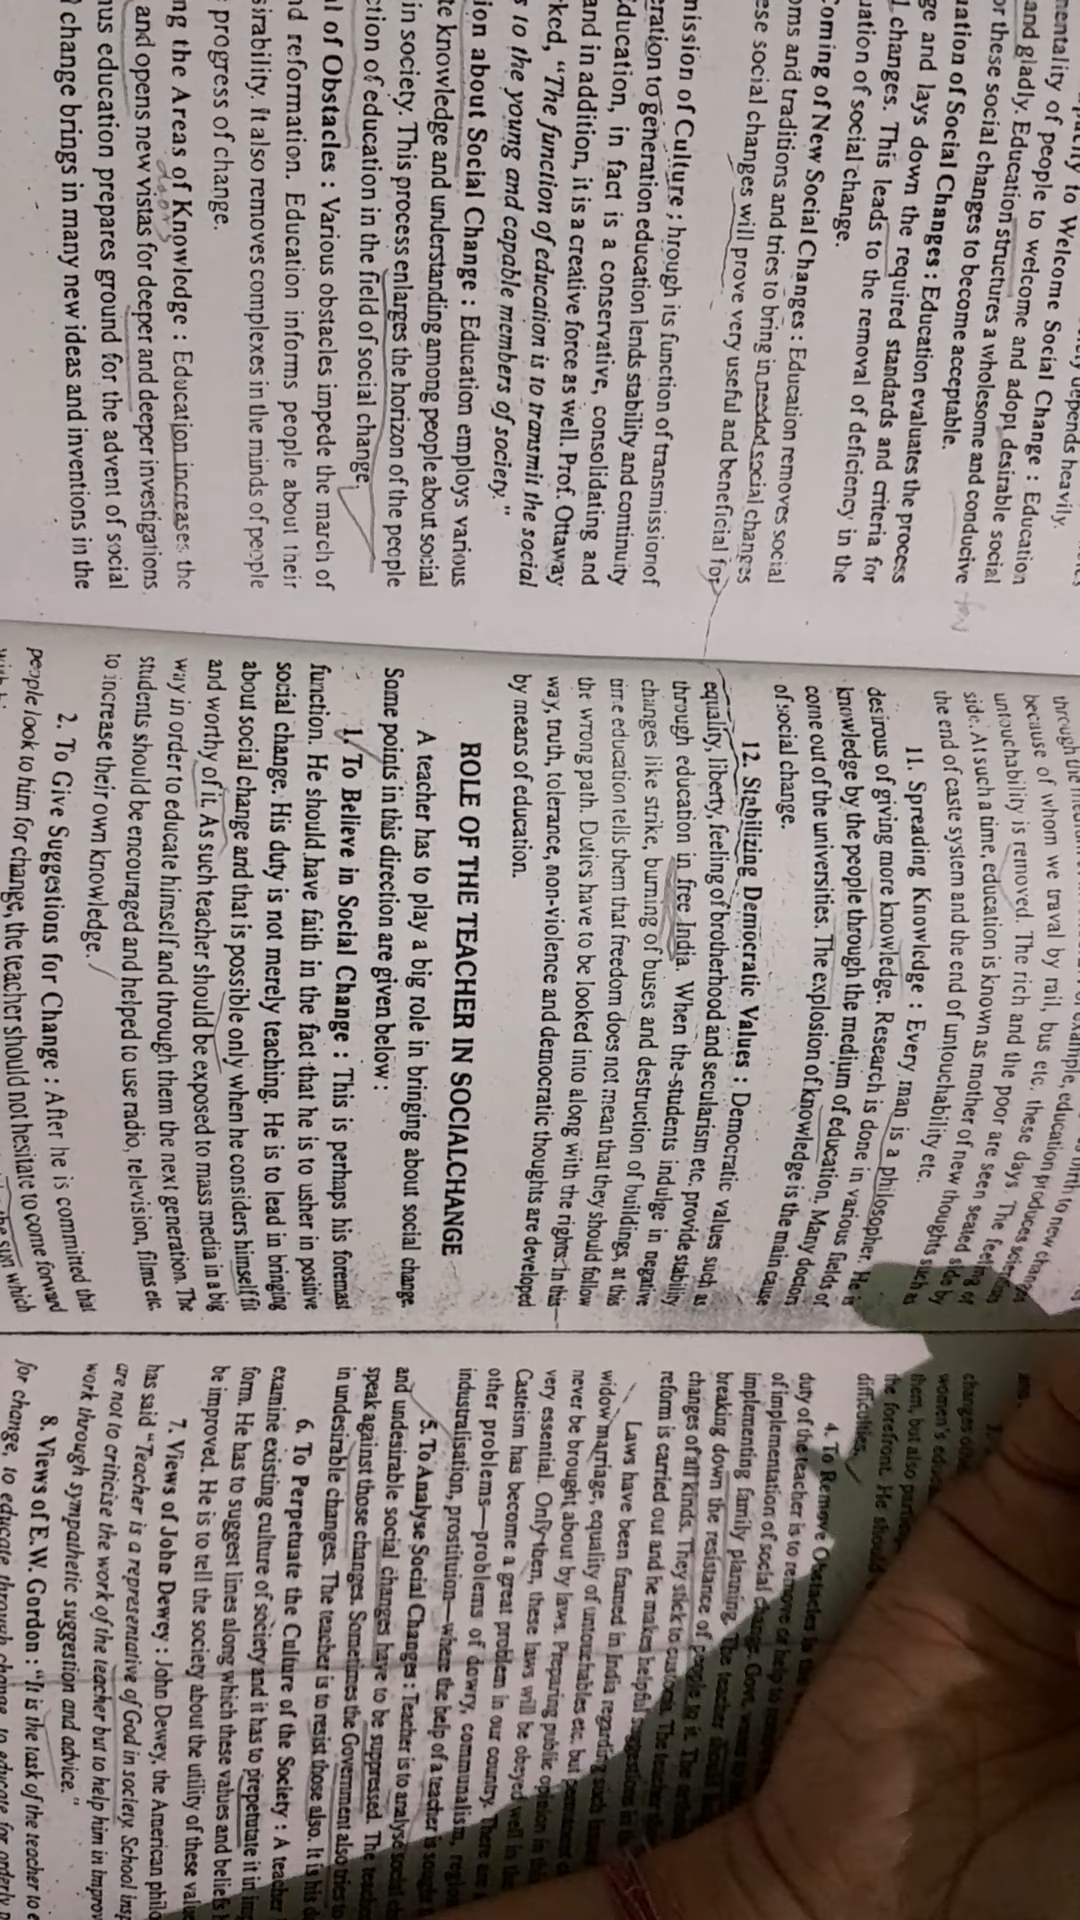 mentality of people to Welcome Social Change : Education
and gladly. Education structures a wholesome and conducive
or these social changes to become acceptable.
uation of Social Changes : Education evaluates the process
ge and lays down the required standards and criteria for
l changes. This leads to the removal of deficiency in the
uation of social change.
Coming of New Social Changes : Education removes social
oms and traditions and tries to bring in needed social changes
ese social changes will prove very useful and beneficial for
mission of Culture ; hrough its function of transmission of
eration to generation education lends stability and continuity
Education, in fact is a conservative, consolidating and
and in addition, it is a creative force as well. Prof. Ottaway
ked, "The function of education is to transmit the social
s to the young and capable members of society."
ion about Social Change : Education employs various
te knowledge and understanding among people about social
in society. This process enlarges the horizon of the people
ction of education in the field of social change.
l of Obstacles : Various obstacles impede the march of
nd reformation. Education informs people about their
sirability. It also removes complexes in the minds of people
progress of change.
ng the Areas of Knowledge : Education increases the
and opens new vistas for deeper and deeper investigations.
hus education prepares ground for the advent of social
l change brings in many new ideas and inventions in the
because of whom we traval by rail, bus etc. these days. The
untouchability is removed. The rich and the poor are seen seated side by
side. At such a time, education is known as mother of new thoughts such as
the end of caste system and the end of untouchability etc.
11. Spreading Knowledge : Every man is a philosopher. He is
desirous of giving more knowledge. Research is done in various fields of
knowledge by the people through the medium of education. Many doctors
come out of the universities. The explosion of knowledge is the main cause
of social change.
12. Stabilizing Democratic Values : Democratic values such as
equality, liberty, feeling of brotherhood and secularism etc. provide stability
through education in free India. When the students indulge in negative
changes like strike, burning of buses and destruction of buildings, at this
time education tells them that freedom does not mean that they should follow
the wrong path. Duties have to be looked into along with the rights. In this
way, truth, tolerance, non-violence and democratic thoughts are developed
by means of education.
ROLE OF THE TEACHER IN SOCIALCHANGE
A teacher has to play a big role in bringing about social change.
Some points in this direction are given below :
1. To Believe in Social Change : This is perhaps his foremast
function. He should have faith in the fact that he is to usher in positive
social change. His duty is not merely teaching. He is to lead in bringing
about social change and that is possible only when he considers himself fit
and worthy of it. As such teacher should be exposed to mass media in a big
way in order to educate himself and through them the next generation. The
students should be encouraged and helped to use radio, television, films etc.
to increase their own knowledge.
2. To Give Suggestions for Change : After he is committed that
people look to him for change, the teacher should not hesitate to come forward
women's educa
them, but also
the forefront. He should
difficulties.
4. To Remove Obstacles in
duty of the teacher is to remove or help to
of implementation of social change. Govt.
implementing family planning. The teacher should
breaking down the resistance of people to it. The
changes of all kinds. They stick to customs. The
reform is carried out and he makes helpful suggestions in
Laws have been framed in India regarding such
widow marriage, equality of untouchables etc. but permanent
never be brought about by laws. Preparing public opinion in
very essential. Only then, these laws will be obeyed well in the
Casteism has become a great problem in our country. There are
other problems—problems of dowry, communalism, region
industralisation, prostitution—where the help of a teacher is sought
5. To Analyse Social Changes : Teacher is to analyse social
and undesirable social changes have to be suppressed. The teache
speak against those changes. Sometimes the Government also tries to
in undesirable changes. The teacher is to resist those also. It is his
6. To Perpetuate the Culture of the Society : A teacher
examine existing culture of society and it has to prepetutate it in
form. He has to suggest lines along which these values and beliefs
be improved. He is to tell the society about the utility of these value
7. Views of John Dewey : John Dewey, the American philo
has said "Teacher is a representative of God in society. School insp
are not to criticise the work of the teacher but to help him in improv
work through sympathetic suggestion and advice."
8. Views of E.W. Gordon : "It is the task of the teacher to e
for change, to educate through change, to educate for orderly